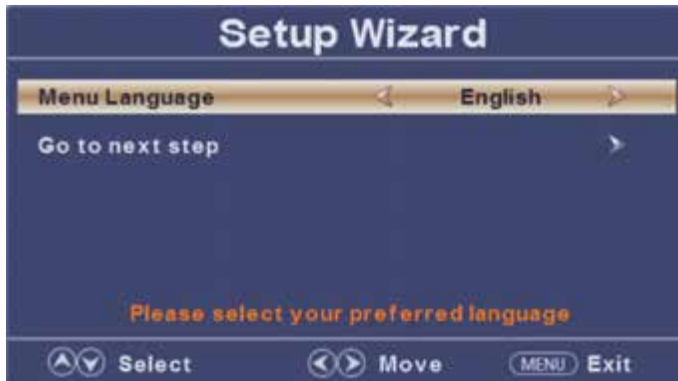 Setup Wizard
Menu Language English
Go to next step
Please select your preferred language
Select Move MENU Exit